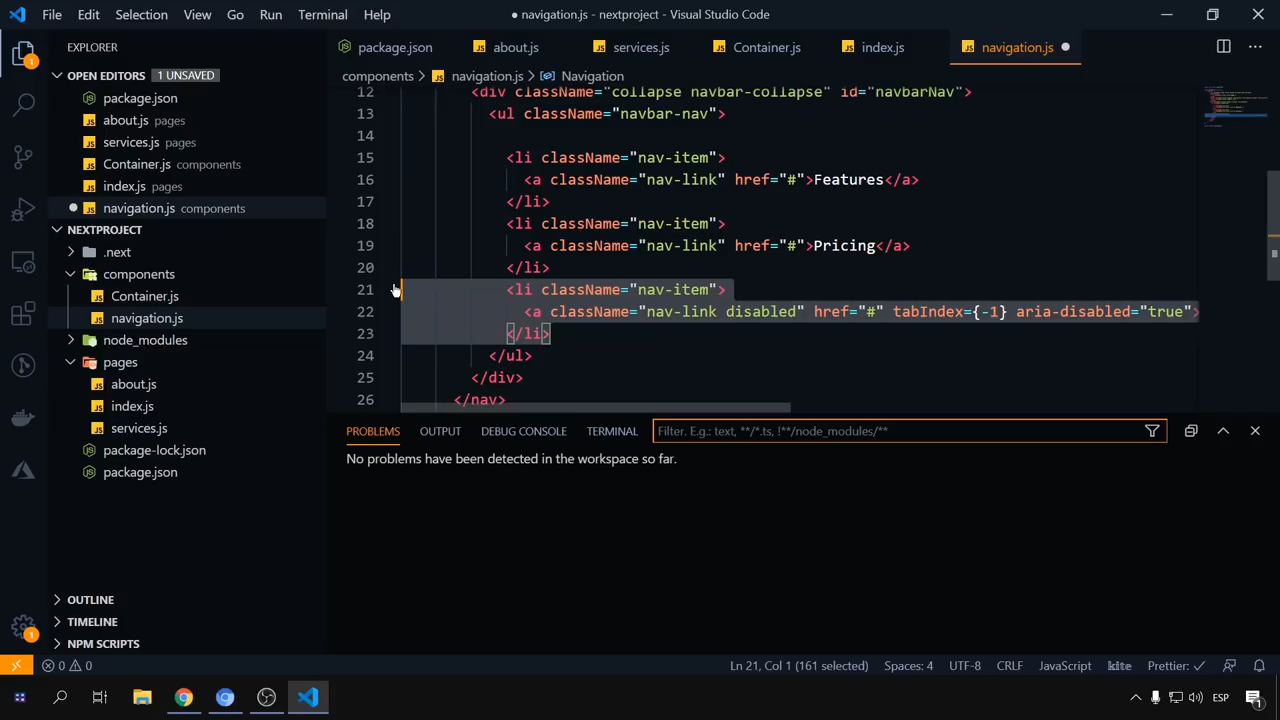 File Edit Selection View Go Run Terminal Help ● navigation.js - nextproject - Visual Studio Code
EXPLORER
OPEN EDITORS 1 UNSAVED
package.json
about.js pages
services.js pages
Container.js components
index.js pages
navigation.js components
NEXTPROJECT
.next
components
Container.js
navigation.js
node_modules
pages
about.js
index.js
services.js
package-lock.json
package.json
OUTLINE
TIMELINE
NPM SCRIPTS
package.json about.js services.js Container.js index.js navigation.js
components > navigation.js > Navigation
12 <div className="collapse navbar-collapse" id="navbarNav">
13 <ul className="navbar-nav">
14
15 <li className="nav-item">
16 <a className="nav-link" href="#">Features</a>
17 </li>
18 <li className="nav-item">
19 <a className="nav-link" href="#">Pricing</a>
20 </li>
21 <li className="nav-item">
22 <a className="nav-link disabled" href="#" tabIndex={-1} aria-disabled="true">
23 </li>
24 </ul>
25 </div>
26 </nav>
PROBLEMS OUTPUT DEBUG CONSOLE TERMINAL Filter. E.g.: text, **/*.ts, !**/node_modules/**
No problems have been detected in the workspace so far.
0 0 Ln 21, Col 1 (161 selected) Spaces: 4 UTF-8 CRLF JavaScript kite Prettier: ✓
ESP 1